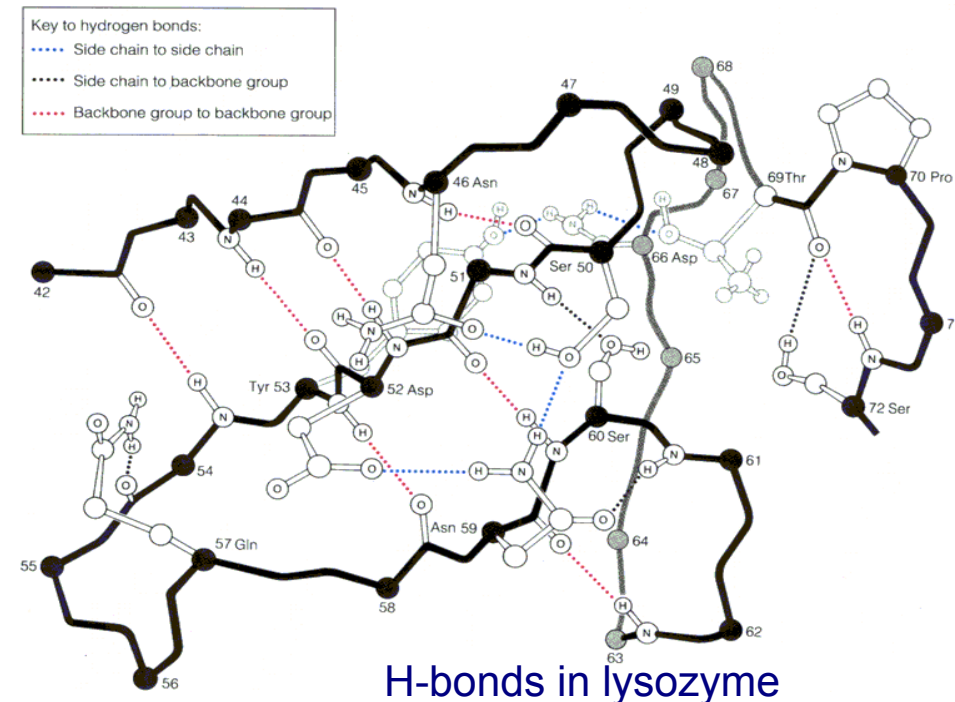 Key to hydrogen bonds:
Side chain to side chain
Side chain to backbone group
Backbone group to backbone group
68
47
49
48
67
45
46 Asn
N
H
69 Thr
N
70 Pro
44
43
N
H
O
O
H
H
N
H
H
O
O
42
O
Ser 50
66 Asp
51
N
H
O
H
H
N
H
N
O
H
O
O
O
H
7
H
N
65
Tyr 53
52 Asp
O
H
H
O
72 Ser
H
N
N
H
60 Ser
H
H
O
N
H
H
54
O
O
H
N
H
N
H
N
61
O
O
Asn 59
O
O
64
57 Gln
55
58
H
N
62
63
56
H-bonds in lysozyme